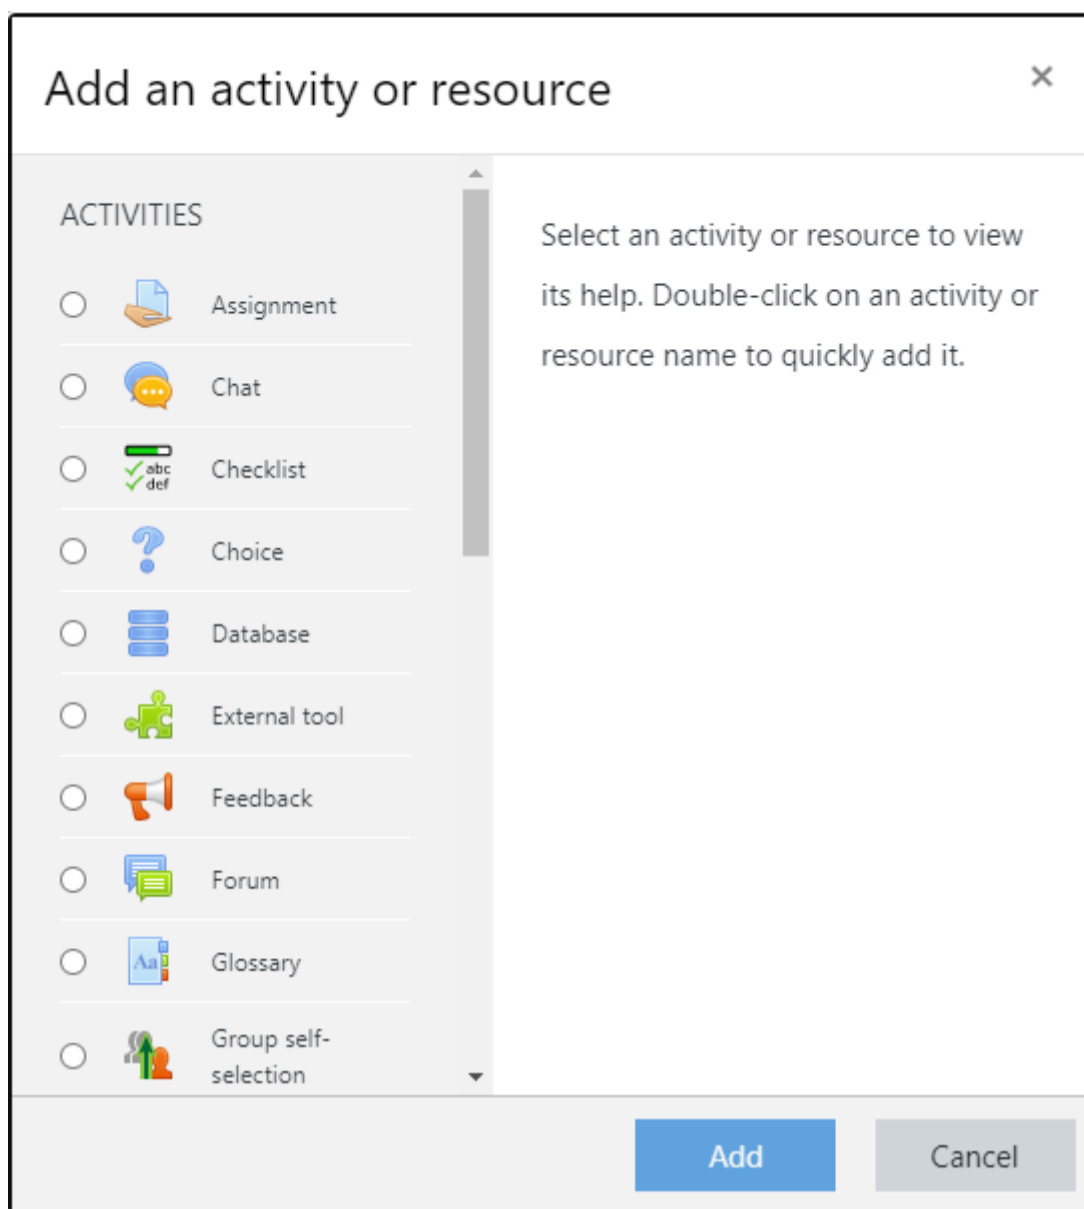 Add an activity or resource
×
ACTIVITIES
Assignment
Chat
abc
def
Checklist
Choice
Database
External tool
Feedback
Forum
Aa
Glossary
Group self-
selection
Select an activity or resource to view
its help. Double-click on an activity or
resource name to quickly add it.
Add
Cancel